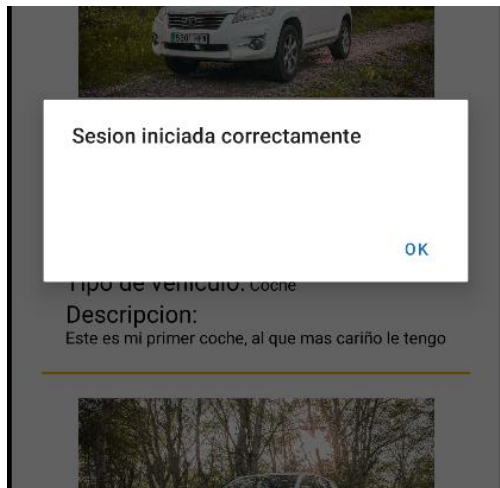 Sesion iniciada correctamente
OK
Tipo de vehiculo: Coche
Descripcion:
Este es mi primer coche, al que mas cariño le tengo